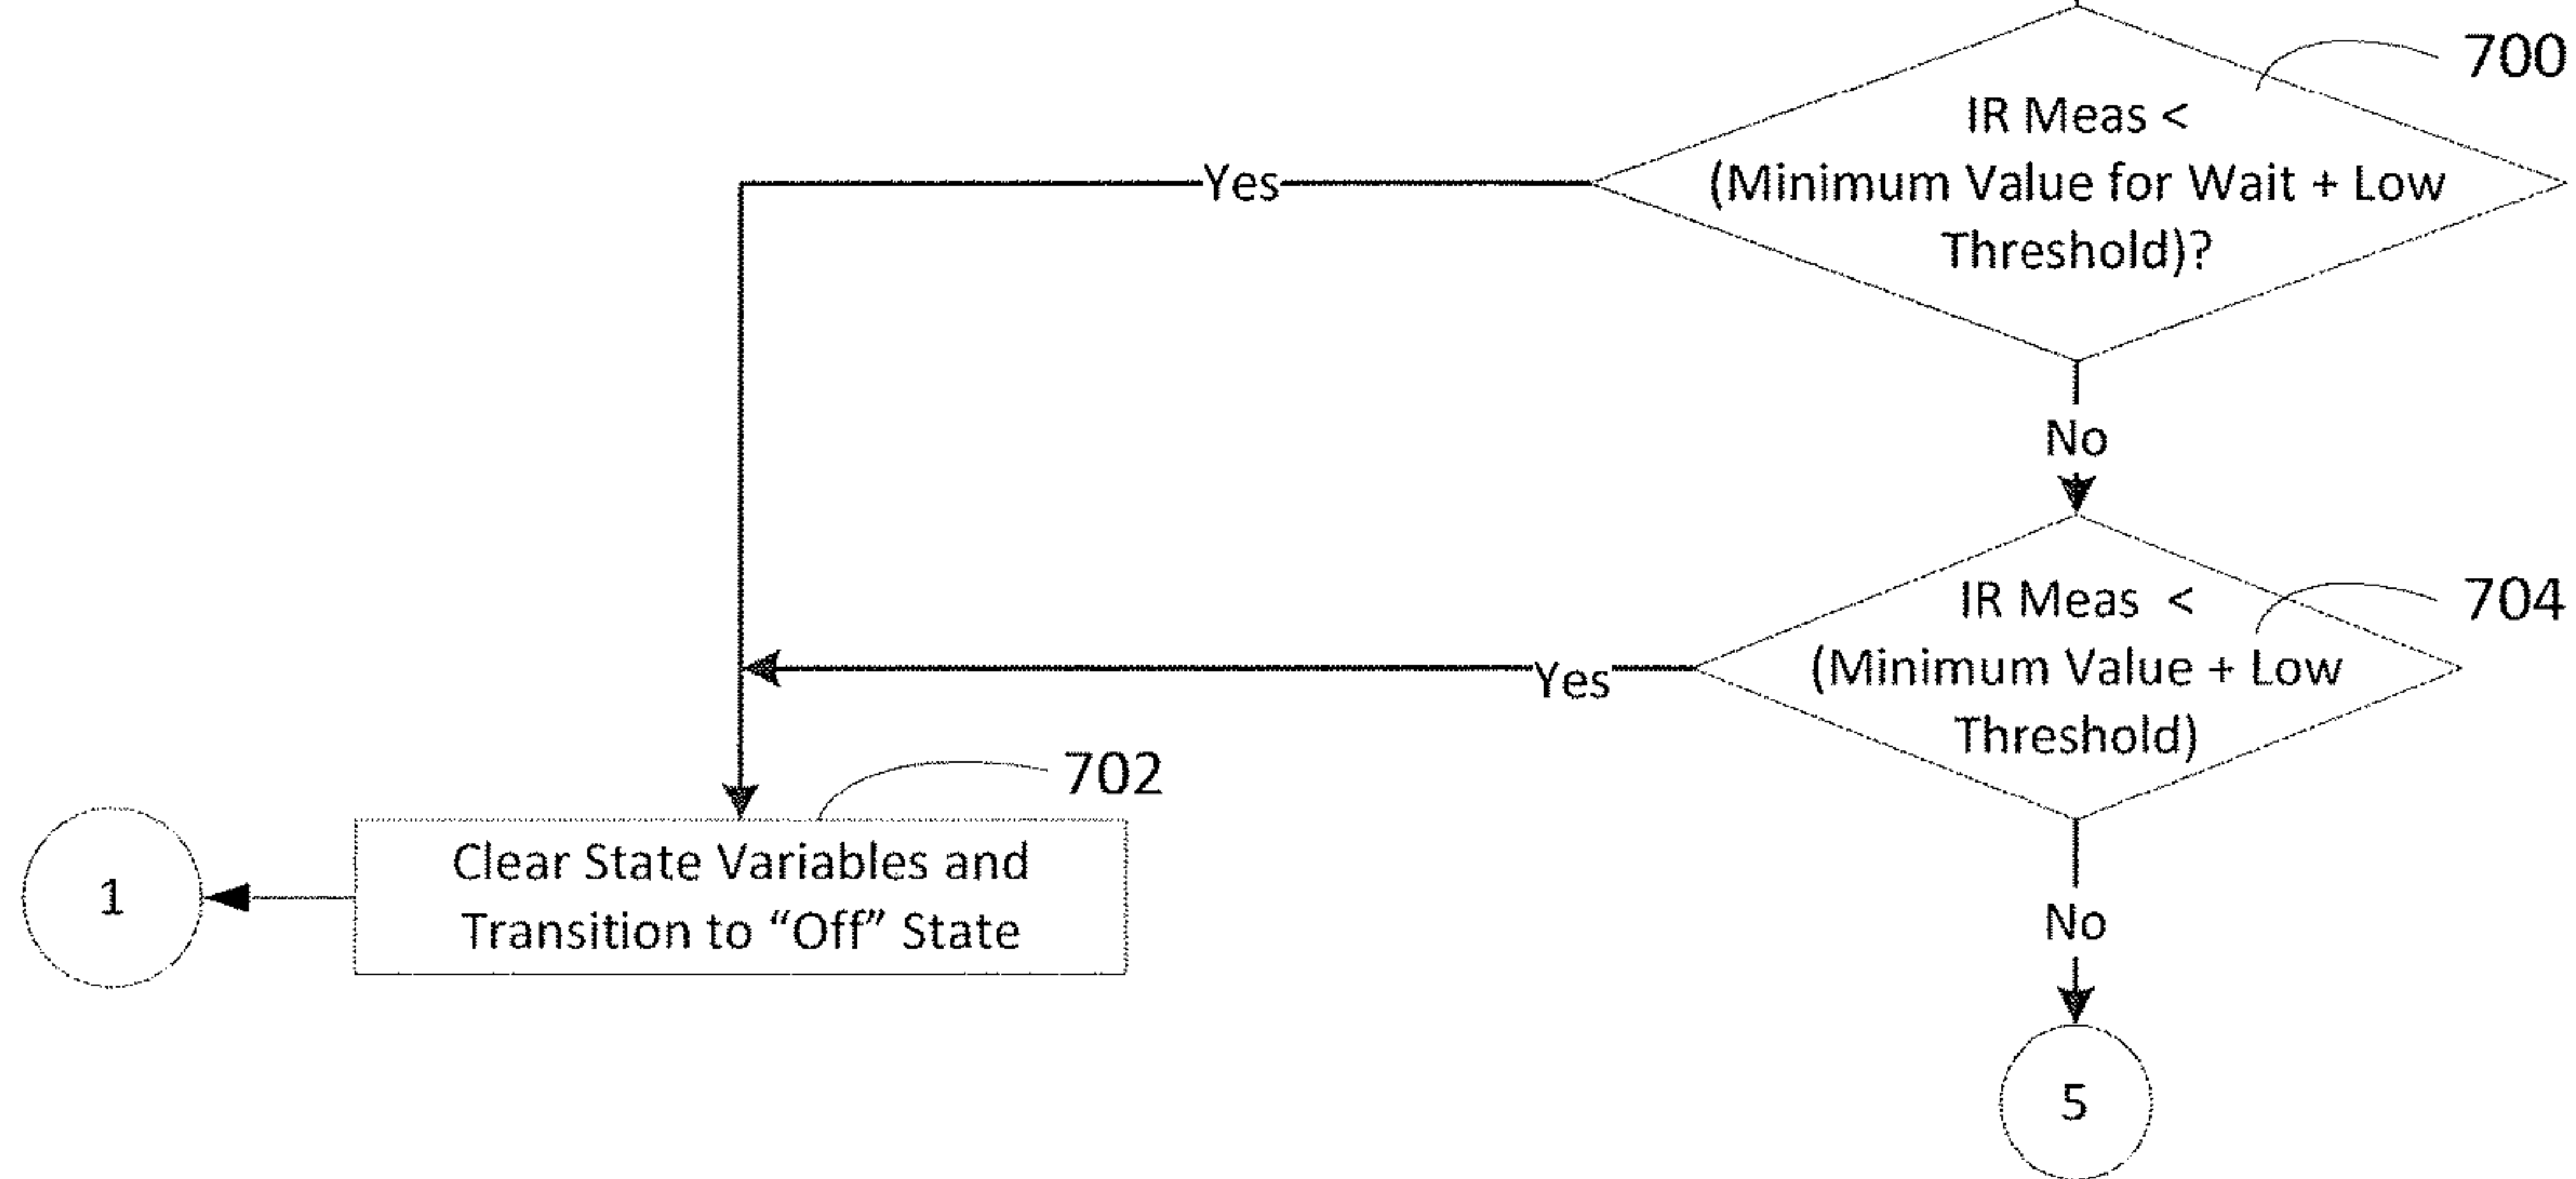 700
IR Meas <
(Minimum Value for Wait + Low
Threshold)?
Yes
No
704
IR Meas <
(Minimum Value + Low
Threshold)
Yes
702
Clear State Variables and
Transition to “Off” State
1
No
5